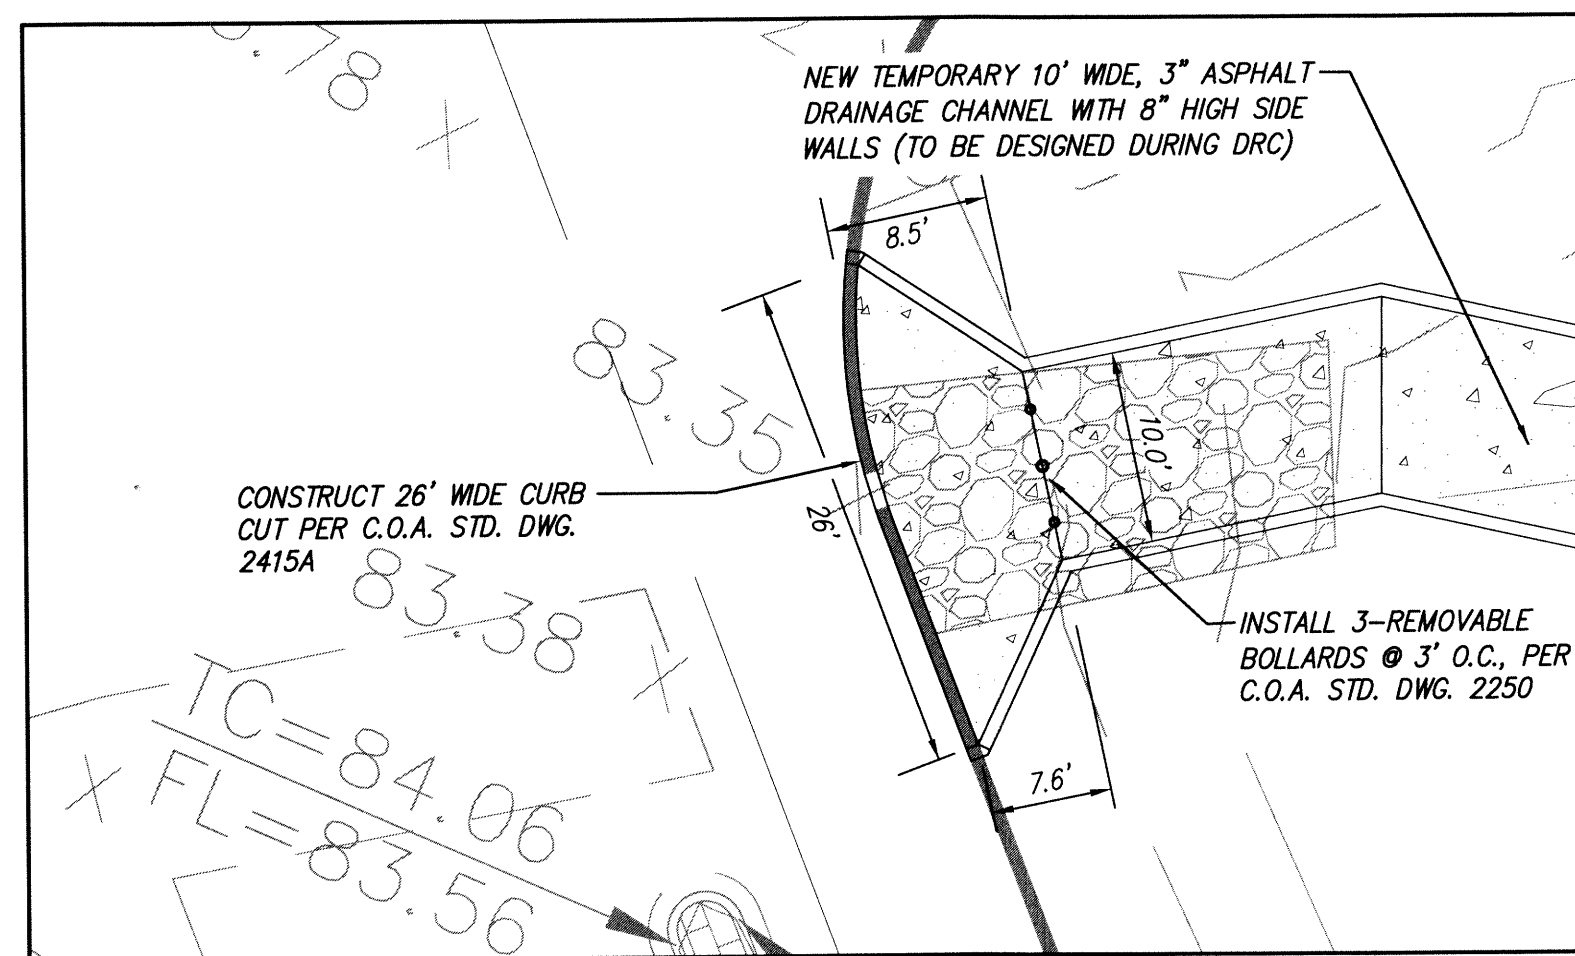 NEW TEMPORARY 10' WIDE, 3" ASPHALT
DRAINAGE CHANNEL WITH 8" HIGH SIDE
WALLS (TO BE DESIGNED DURING DRC)
8.5'
83.35
10.0'
CONSTRUCT 26' WIDE CURB
CUT PER C.O.A. STD. DWG.
2415A
26'
83.38
INSTALL 3-REMOVABLE
BOLLARDS @ 3' O.C., PER
C.O.A. STD. DWG. 2250
TC=84.06
FL=83.56
7.6'